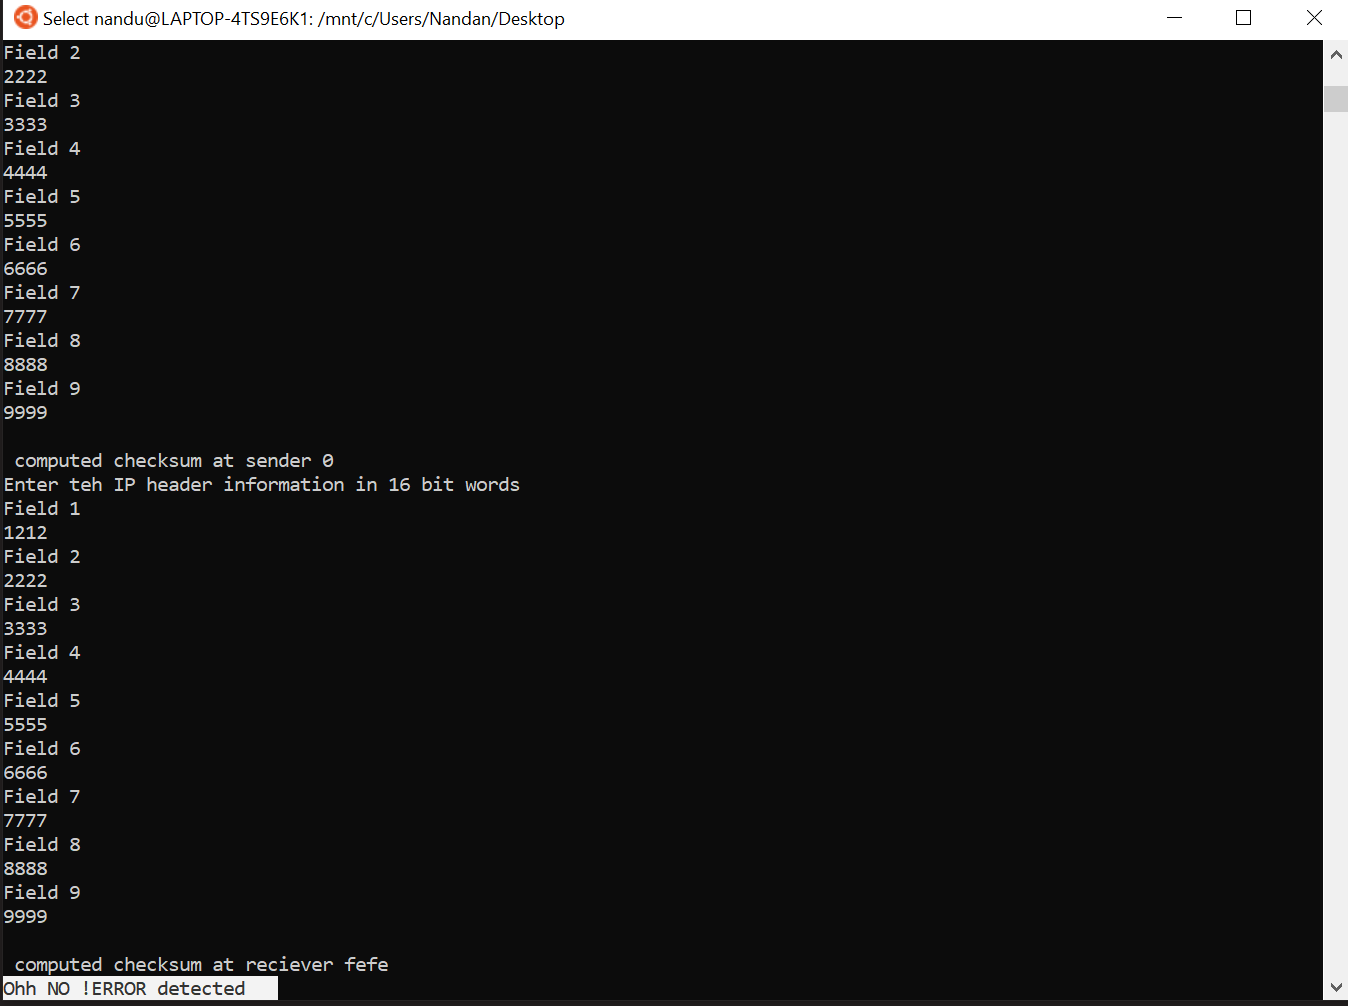 Select nandu@LAPTOP-4TS9E6K1: /mnt/c/Users/Nandan/Desktop
Field 2
2222
Field 3
3333
Field 4
4444
Field 5
5555
Field 6
6666
Field 7
7777
Field 8
8888
Field 9
9999
computed checksum at sender 0
Enter teh IP header information in 16 bit words
Field 1
1212
Field 2
2222
Field 3
3333
Field 4
4444
Field 5
5555
Field 6
6666
Field 7
7777
Field 8
8888
Field 9
9999
computed checksum at reciever fefe
Ohh NO !ERROR detected